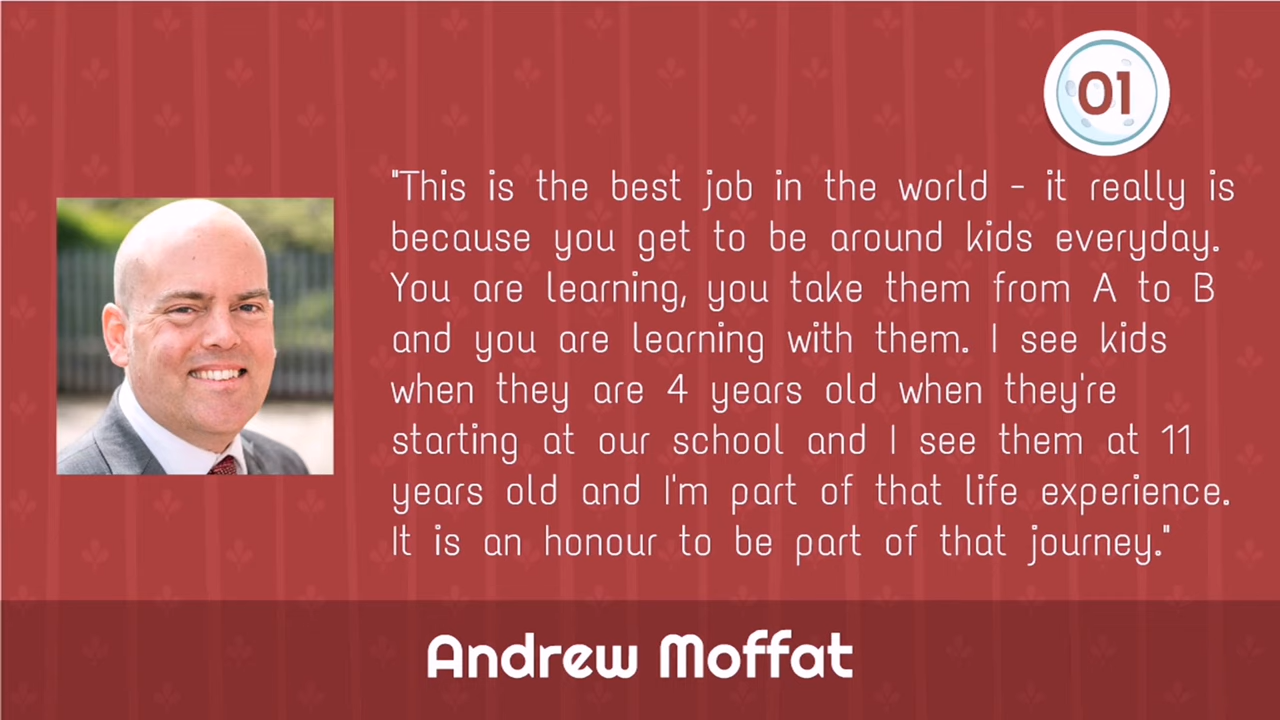 01
"This is the best job in the world - it really is
because you get to be around kids everyday.
You are learning, you take them from A to B
and you are learning with them. I see kids
when they are 4 years old when they're
starting at our school and I see them at 11
years old and I'm part of that life experience.
It is an honour to be part of that journey."
Andrew Moffat